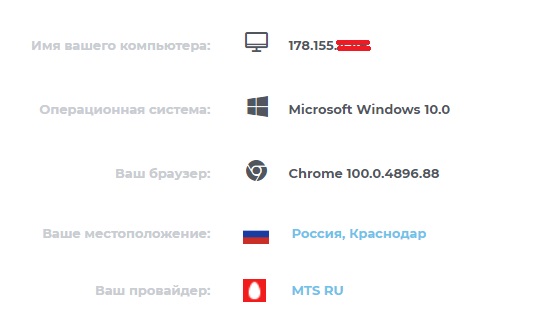 Имя вашего компьютера: 178.155.
Операционная система: Microsoft Windows 10.0
Ваш браузер: Chrome 100.0.4896.88
Ваше местоположение: Россия, Краснодар
Ваш провайдер: MTS RU